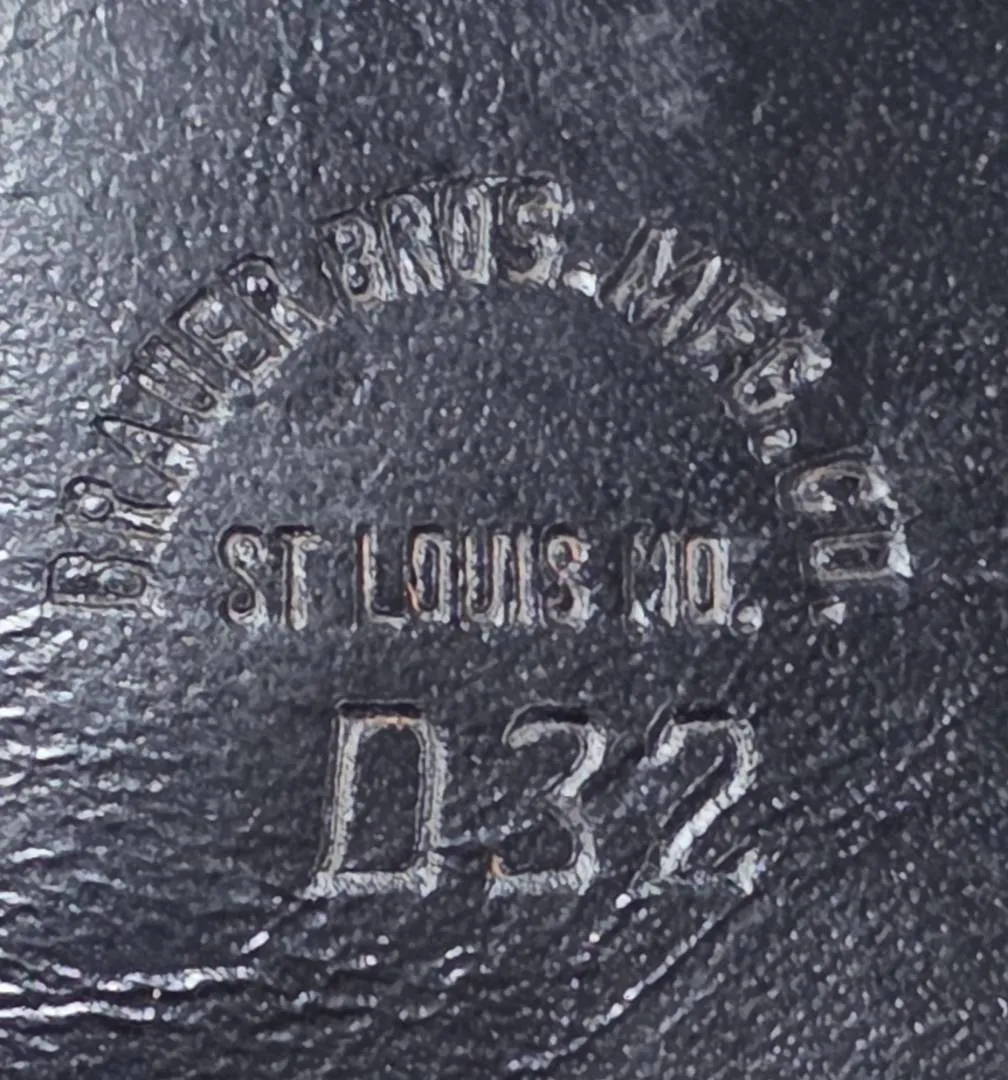 BRAUER BROS. MFG. CO.
ST LOUIS MO.
D32